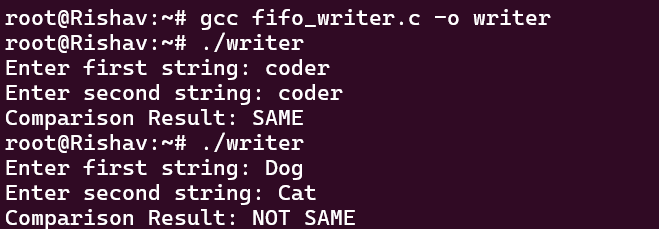 root@Rishav:~# gcc fifo_writer.c -o writer
root@Rishav:~# ./writer
Enter first string: coder
Enter second string: coder
Comparison Result: SAME
root@Rishav:~# ./writer
Enter first string: Dog
Enter second string: Cat
Comparison Result: NOT SAME